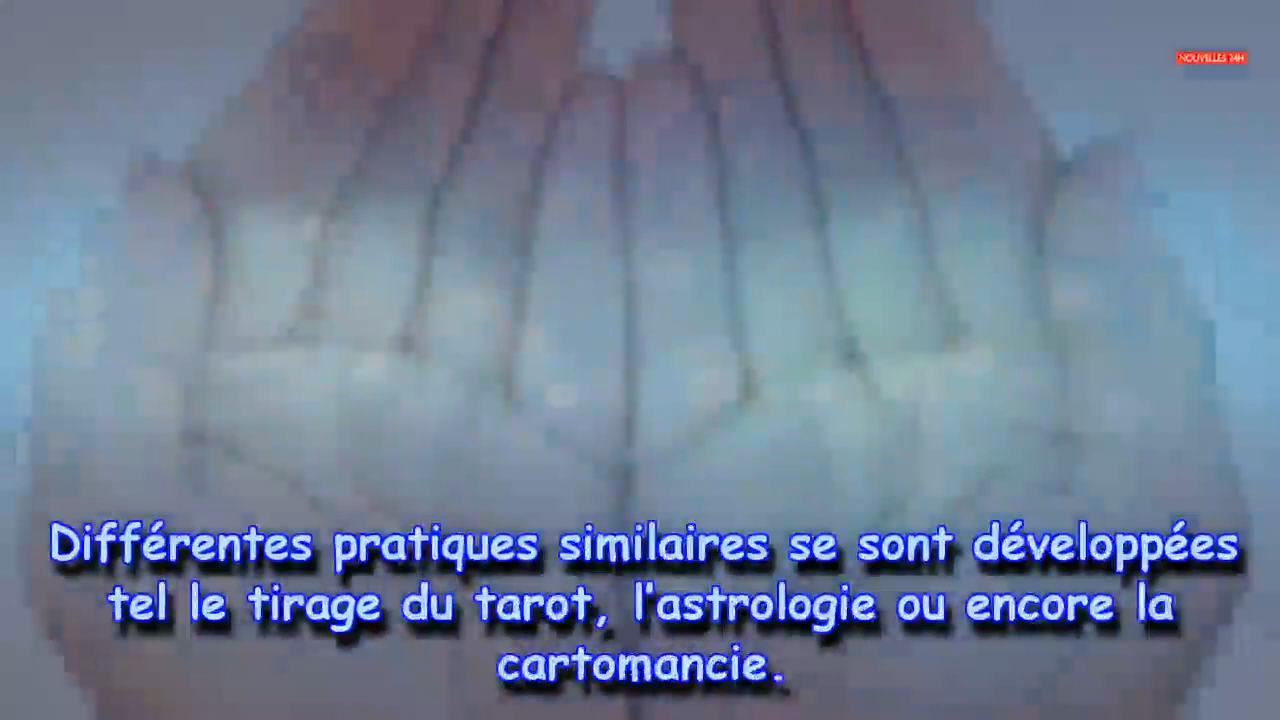 NOUVELLES 24H
Différentes pratiques similaires se sont développées
tel le tirage du tarot, l'astrologie ou encore la
cartomancie.